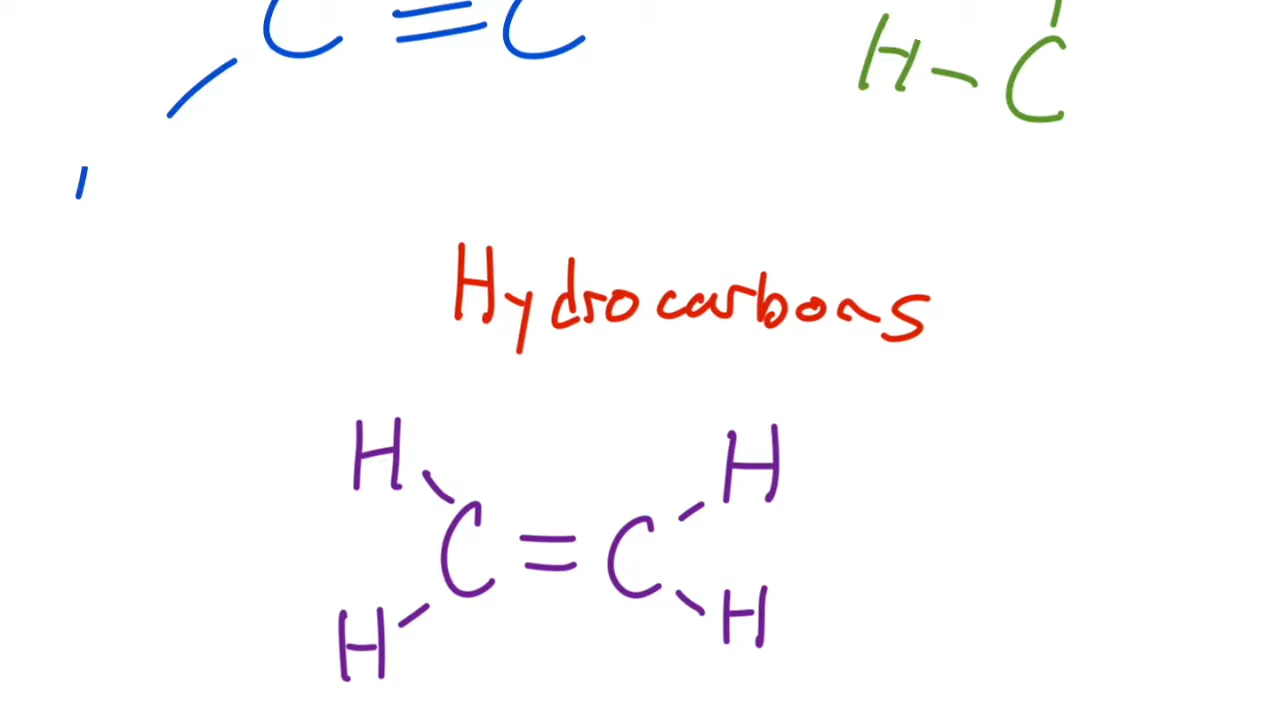 C = C
H - C
Hydrocarbons
H H
C = C
H H